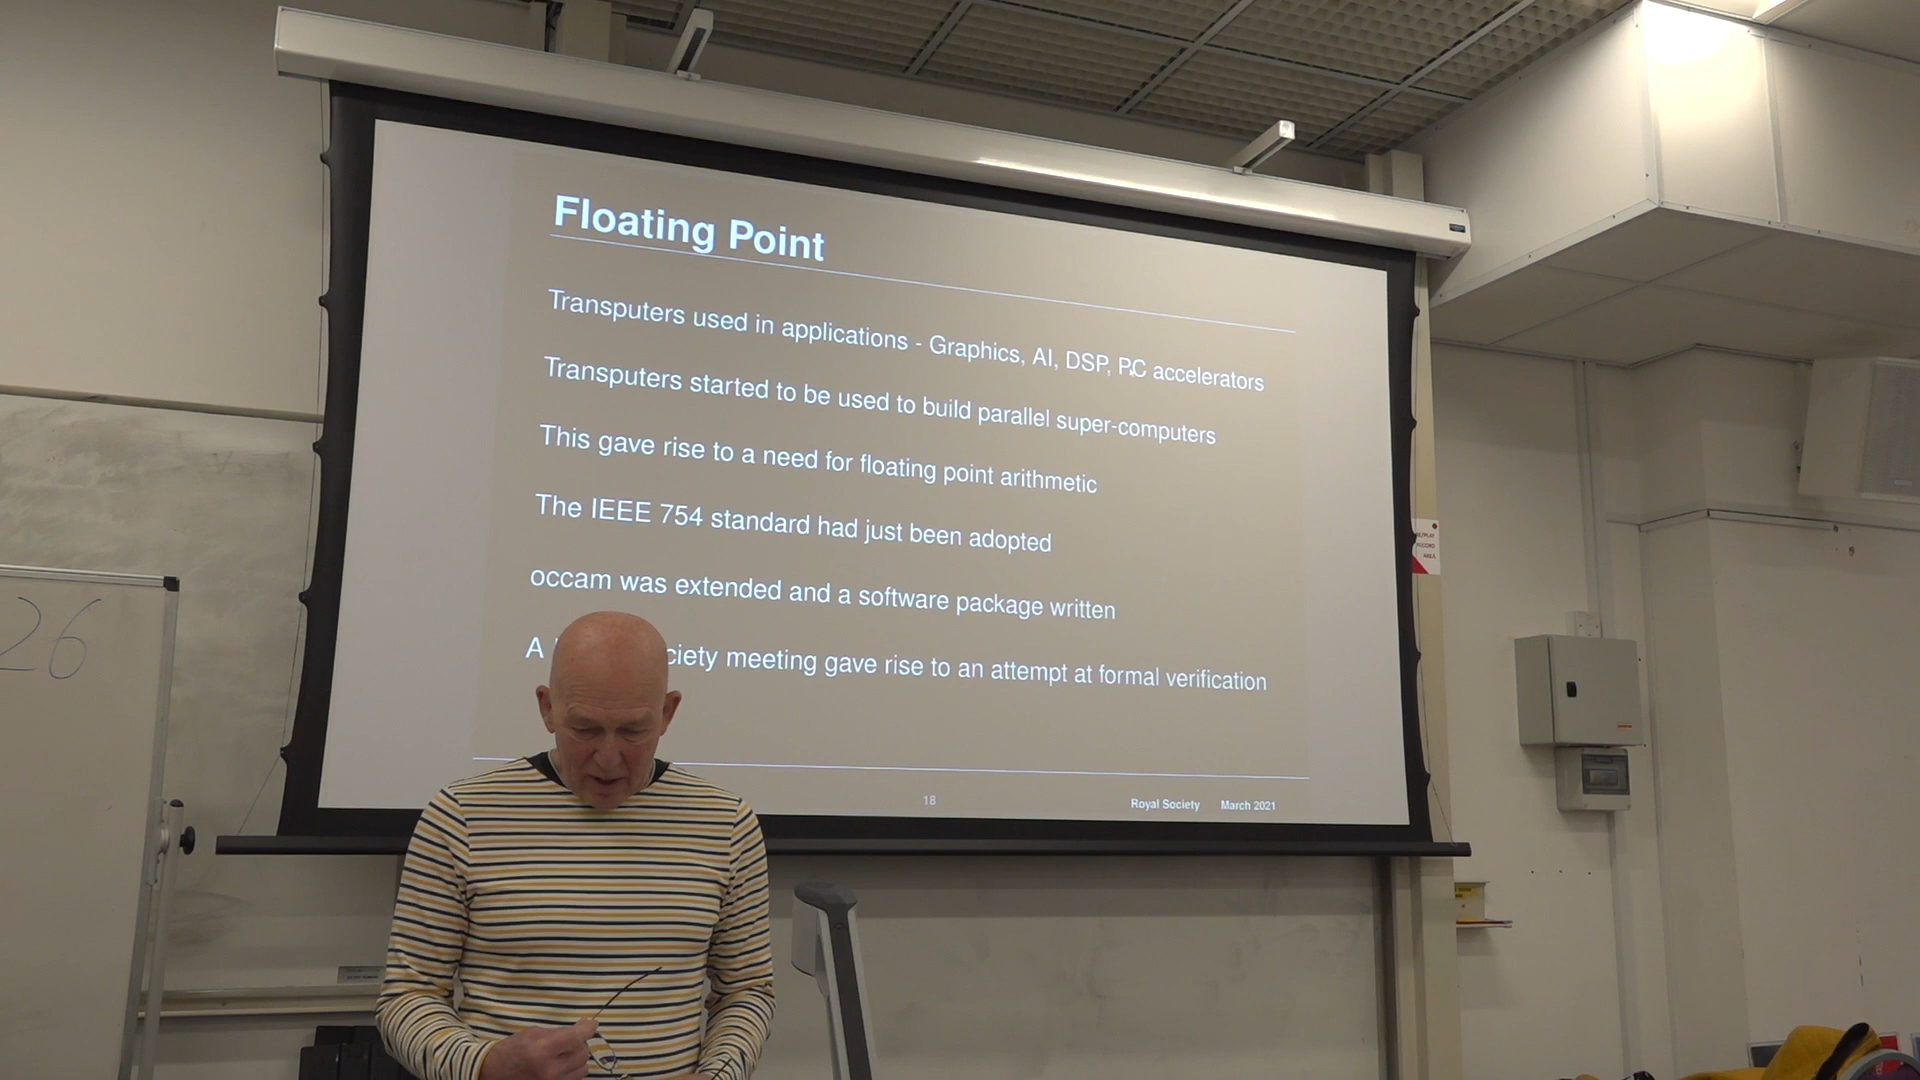 Floating Point
Transputers used in applications - Graphics, AI, DSP, PC accelerators
Transputers started to be used to build parallel super-computers
This gave rise to a need for floating point arithmetic
The IEEE 754 standard had just been adopted
occam was extended and a software package written
A ciety meeting gave rise to an attempt at formal verification
18 Royal Society March 2021
26